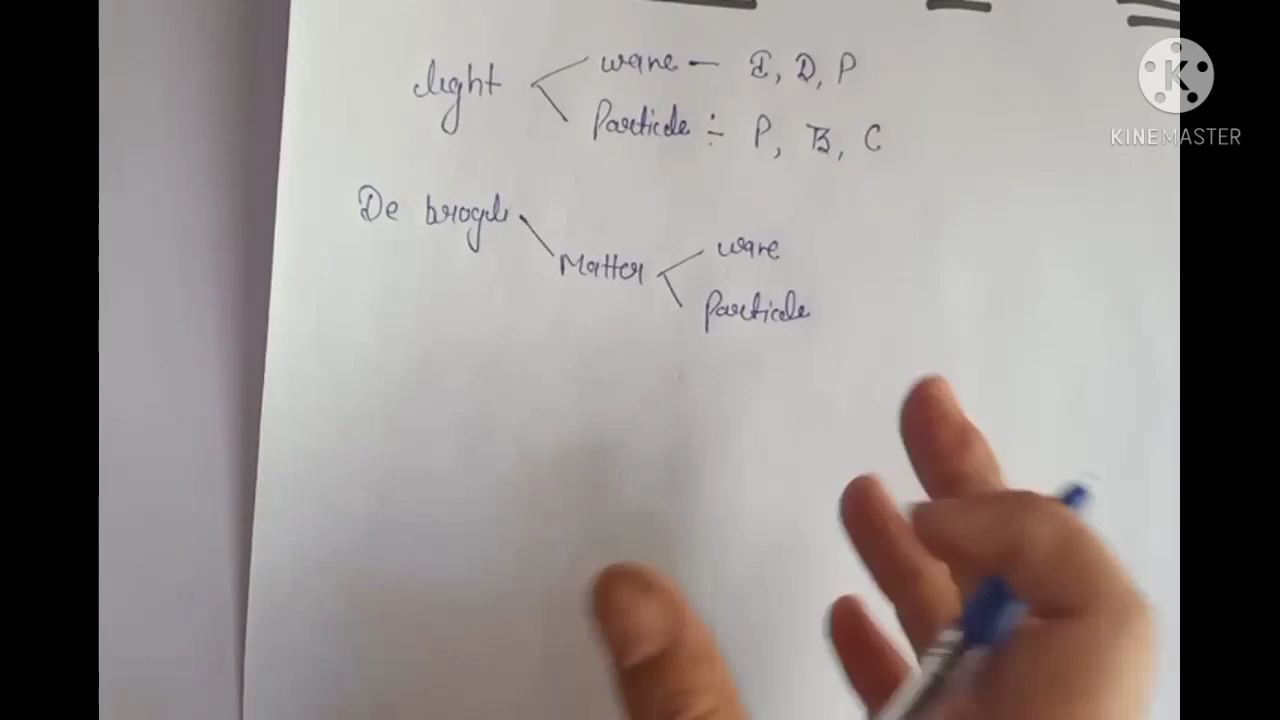 light
wave — I, D, P
Particle ÷ P, B, C
De brogli
Matter
wave
Particle
K
KINEMASTER